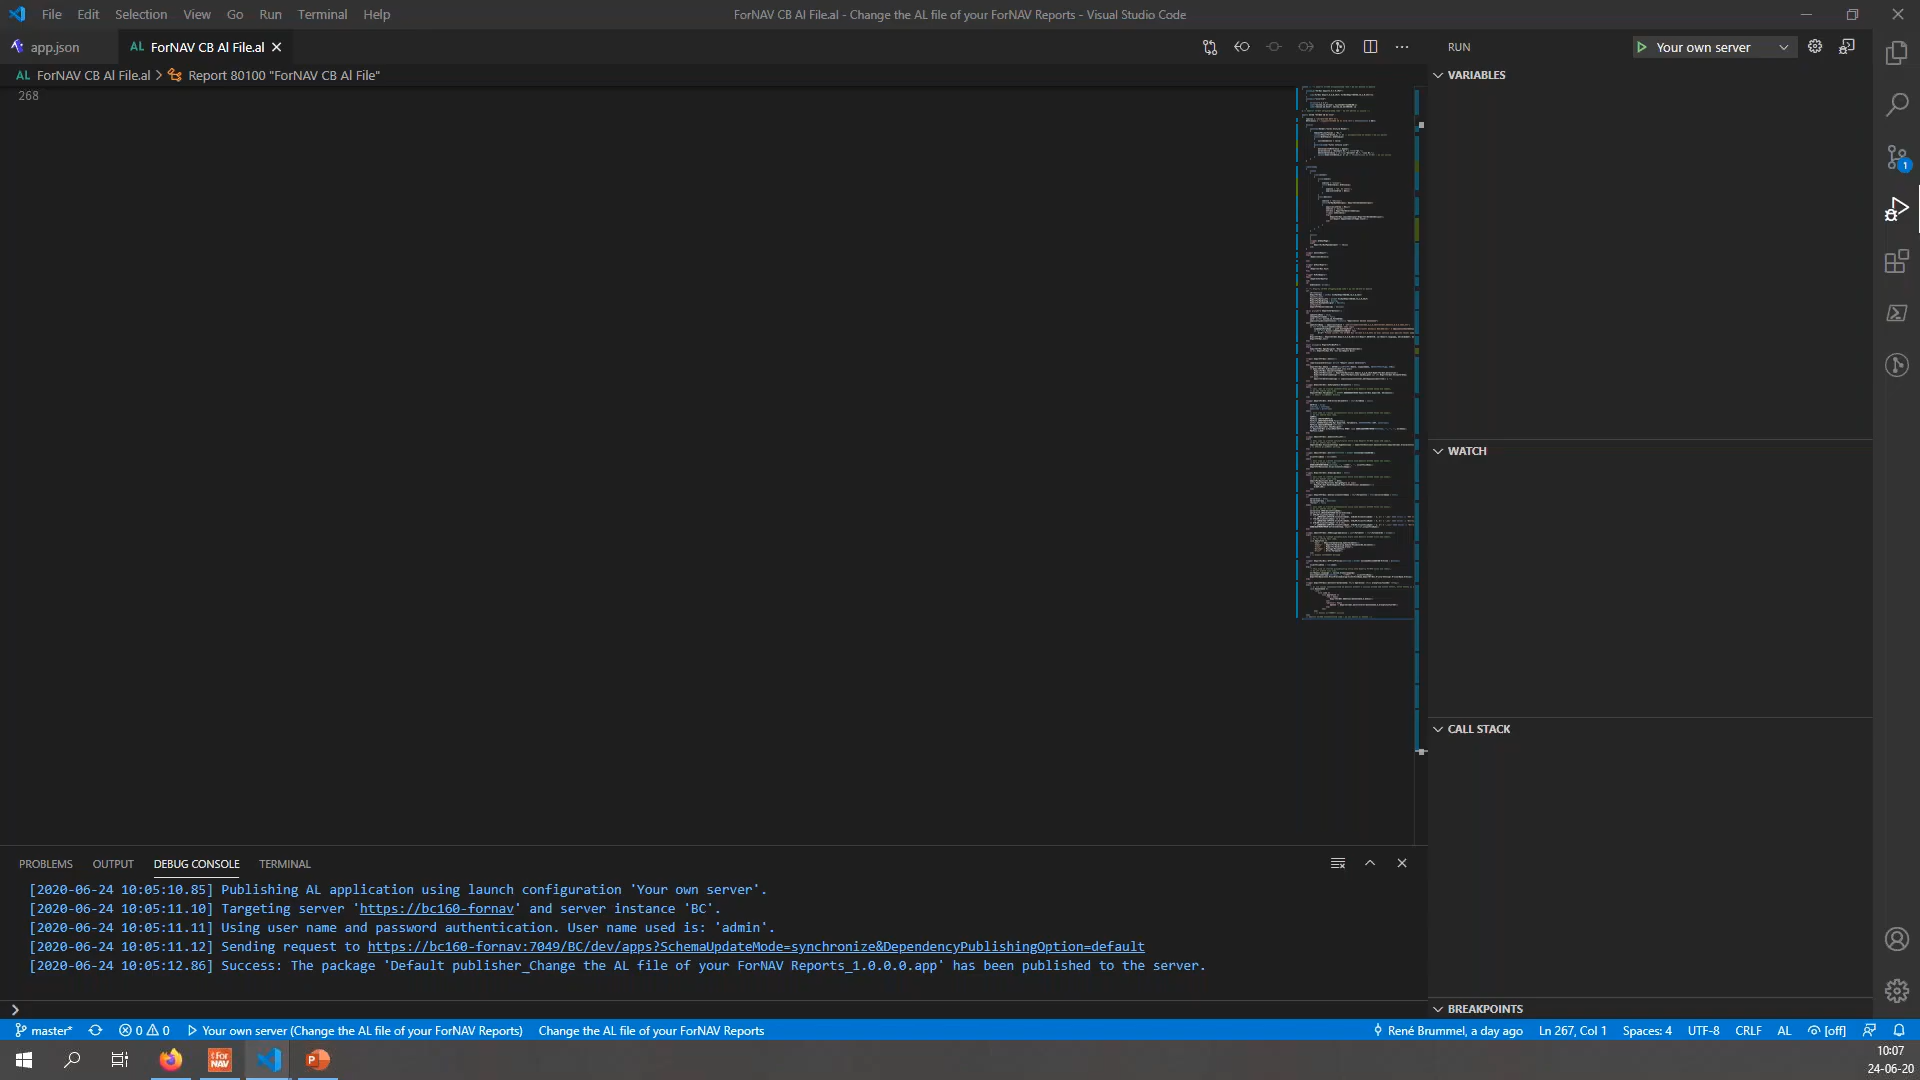 File Edit Selection View Go Run Terminal Help
ForNAV CB Al File.al - Change the AL file of your ForNAV Reports - Visual Studio Code
app.json
AL ForNAV CB Al File.al
RUN
Your own server
AL ForNAV CB Al File.al > Report 80100 "ForNAV CB Al File"
VARIABLES
268
1
WATCH
CALL STACK
PROBLEMS OUTPUT DEBUG CONSOLE TERMINAL
[2020-06-24 10:05:10.85] Publishing AL application using launch configuration 'Your own server'.
[2020-06-24 10:05:11.10] Targeting server 'https://bc160-fornav' and server instance 'BC'.
[2020-06-24 10:05:11.11] Using user name and password authentication. User name used is: 'admin'.
[2020-06-24 10:05:11.12] Sending request to https://bc160-fornav:7049/BC/dev/apps?SchemaUpdateMode=synchronize&DependencyPublishingOption=default
[2020-06-24 10:05:12.86] Success: The package 'Default publisher_Change the AL file of your ForNAV Reports_1.0.0.0.app' has been published to the server.
BREAKPOINTS
master* 0 0 Your own server (Change the AL file of your ForNAV Reports) Change the AL file of your ForNAV Reports
René Brummel, a day ago Ln 267, Col 1 Spaces: 4 UTF-8 CRLF AL [off]
for NAV
P
10:07
24-06-20